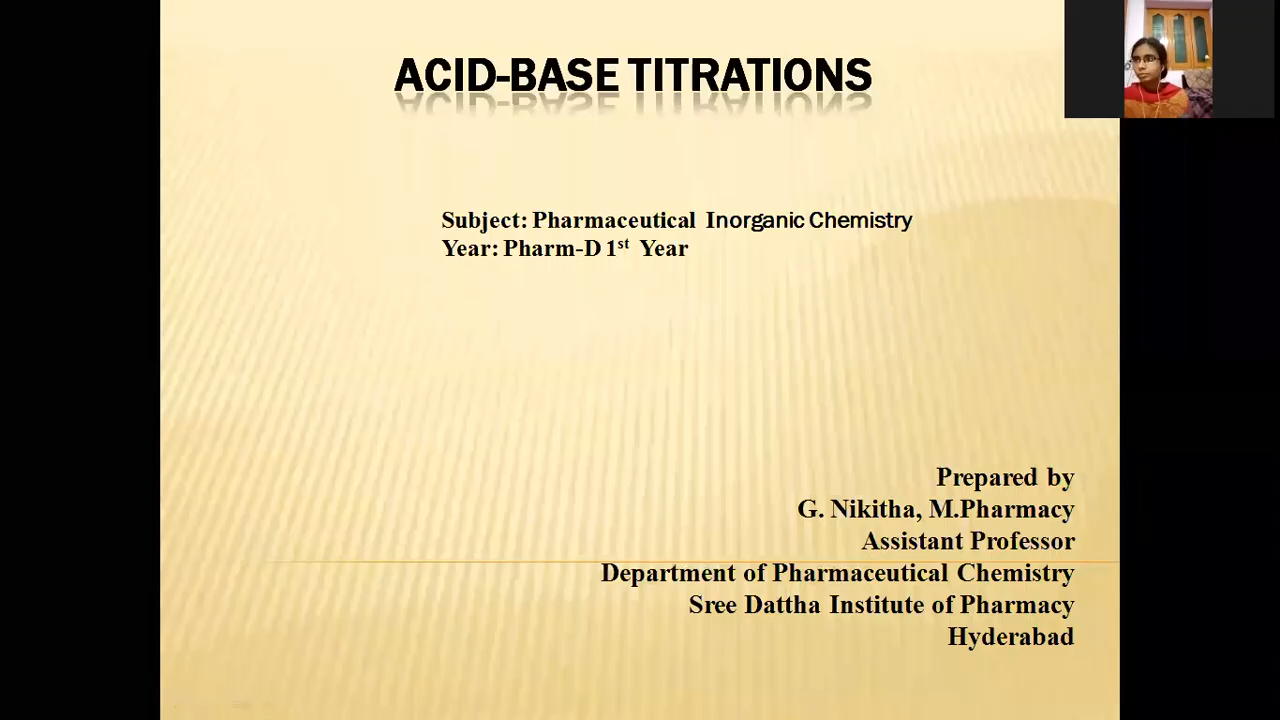 ACID-BASE TITRATIONS
Subject: Pharmaceutical Inorganic Chemistry
Year: Pharm-D 1st Year
Prepared by
G. Nikitha, M.Pharmacy
Assistant Professor
Department of Pharmaceutical Chemistry
Sree Dattha Institute of Pharmacy
Hyderabad